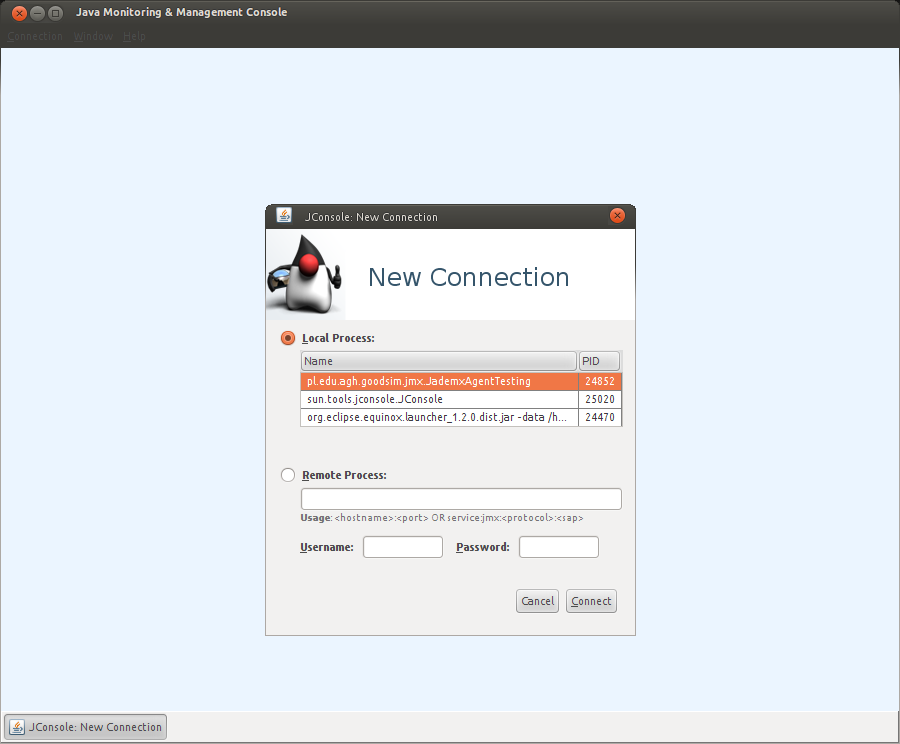 Java Monitoring & Management Console
Connection Window Help
JConsole: New Connection
New Connection
Local Process:
Name PID
pl.edu.agh.goodsim.jmx.JademxAgentTesting 24852
sun.tools.jconsole.JConsole 25020
org.eclipse.equinox.launcher_1.2.0.dist.jar -data /h... 24470
Remote Process:
Usage: <hostname>:<port> OR service:jmx:<protocol>:<sap>
Username: Password:
Cancel Connect
JConsole: New Connection